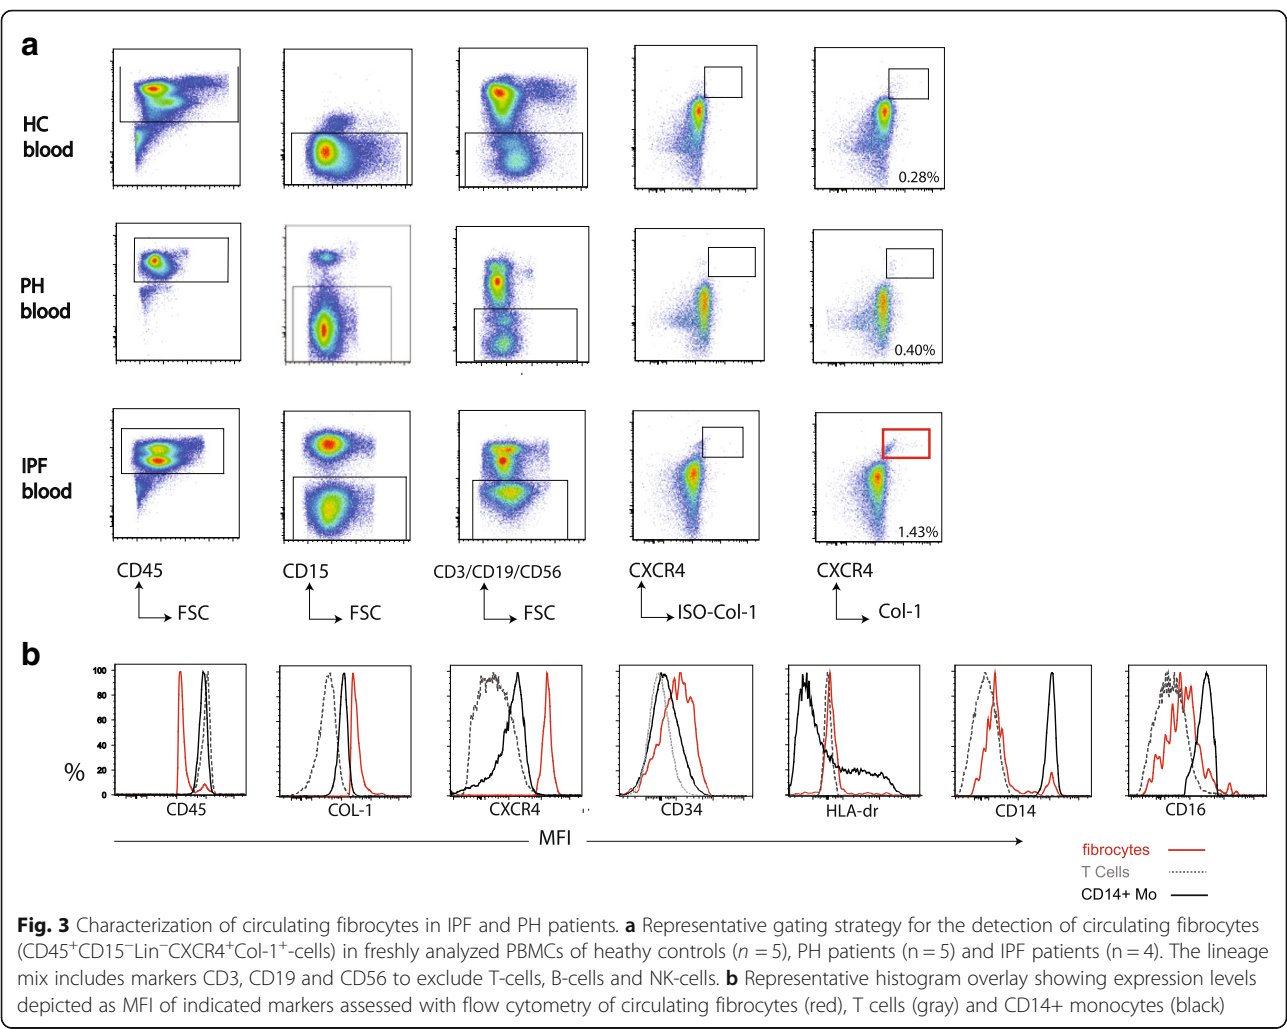 a
HC
blood
0.28%
PH
blood
0.40%
IPF
blood
1.43%
CD45
FSC
CD15
FSC
CD3/CD19/CD56
FSC
CXCR4
ISO-Col-1
CXCR4
Col-1
b
100
80
60
40
20
0
%
CD45
COL-1
CXCR4
CD34
HLA-dr
CD14
CD16
MFI
fibrocytes
T Cells
CD14+ Mo
Fig. 3 Characterization of circulating fibrocytes in IPF and PH patients. a Representative gating strategy for the detection of circulating fibrocytes
(CD45⁺CD15⁻Lin⁻CXCR4⁺Col-1⁺-cells) in freshly analyzed PBMCs of heathy controls (n = 5), PH patients (n = 5) and IPF patients (n = 4). The lineage
mix includes markers CD3, CD19 and CD56 to exclude T-cells, B-cells and NK-cells. b Representative histogram overlay showing expression levels
depicted as MFI of indicated markers assessed with flow cytometry of circulating fibrocytes (red), T cells (gray) and CD14+ monocytes (black)